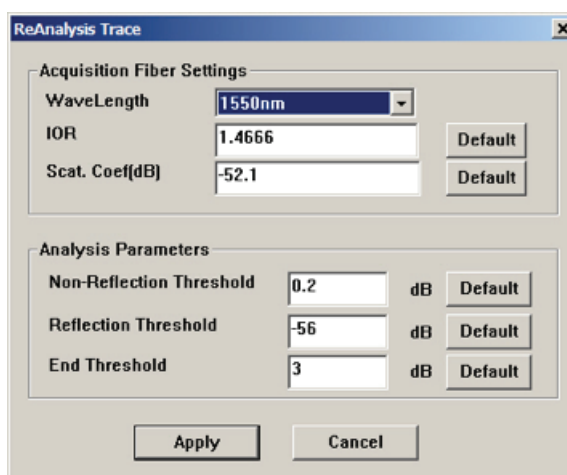 ReAnalysis Trace
Acquisition Fiber Settings
WaveLength 1550nm
IOR 1.4666 Default
Scat. Coef(dB) -52.1 Default
Analysis Parameters
Non-Reflection Threshold 0.2 dB Default
Reflection Threshold -56 dB Default
End Threshold 3 dB Default
Apply Cancel